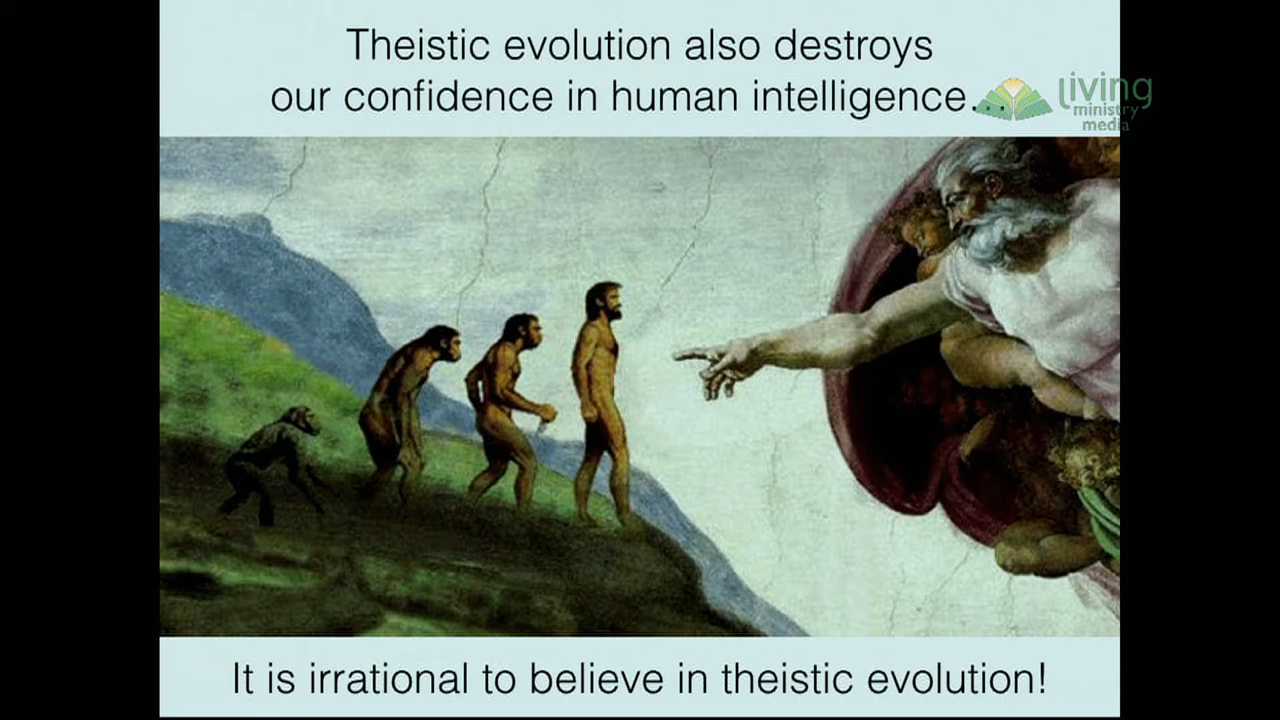 Theistic evolution also destroys
our confidence in human intelligence...
living
ministry
media
It is irrational to believe in theistic evolution!